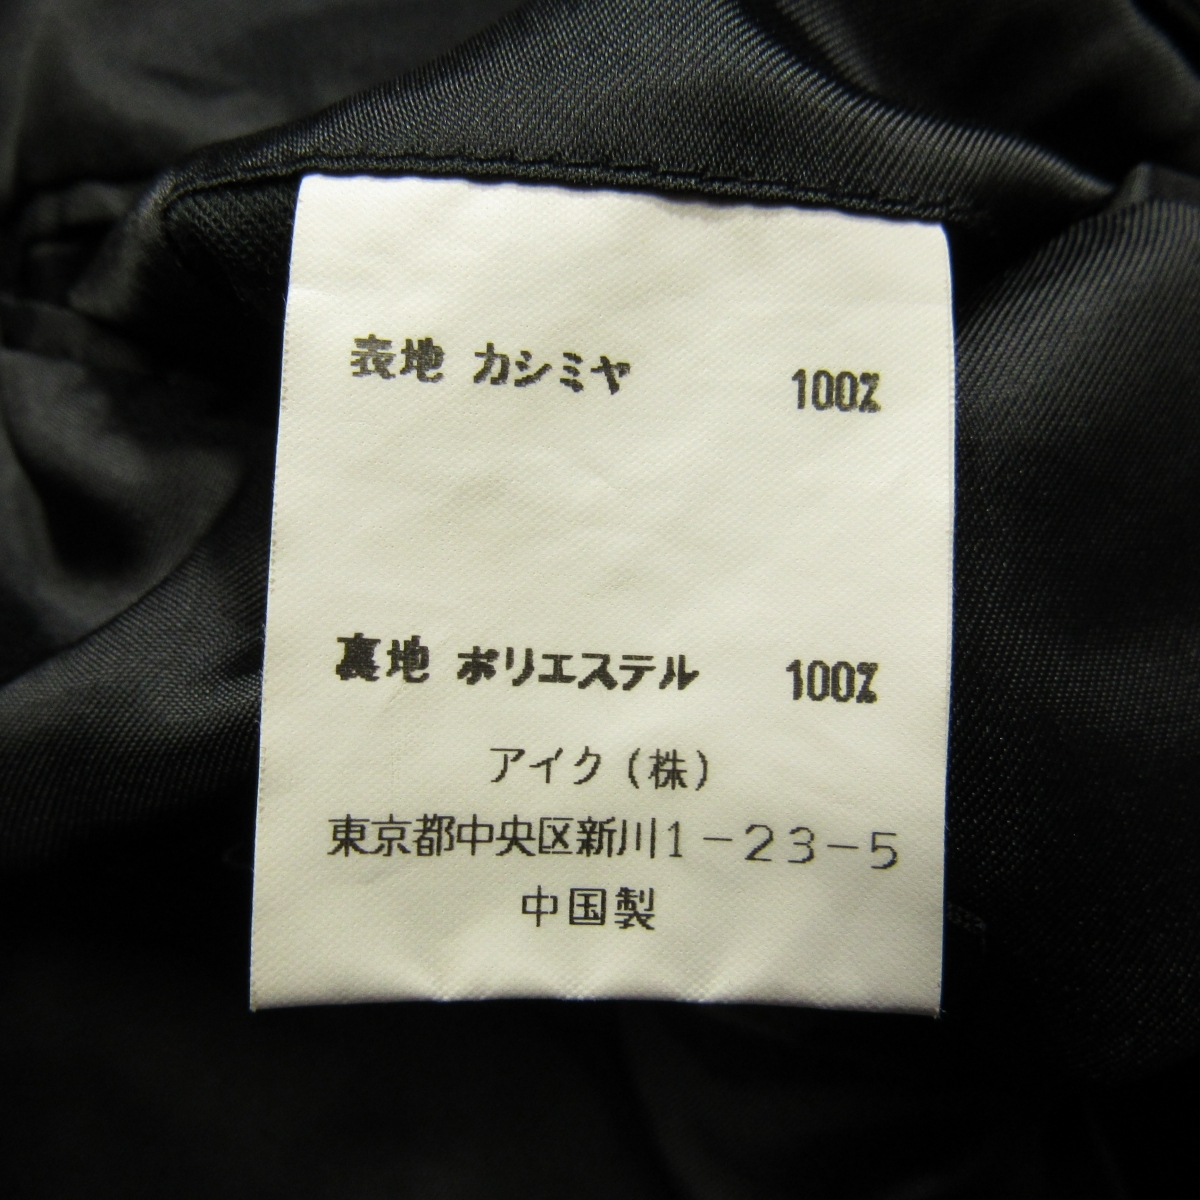 表地 カシミヤ 100%
裏地 ポリエステル 100%
アイク(株)
東京都中央区新川1-23-5
中国製